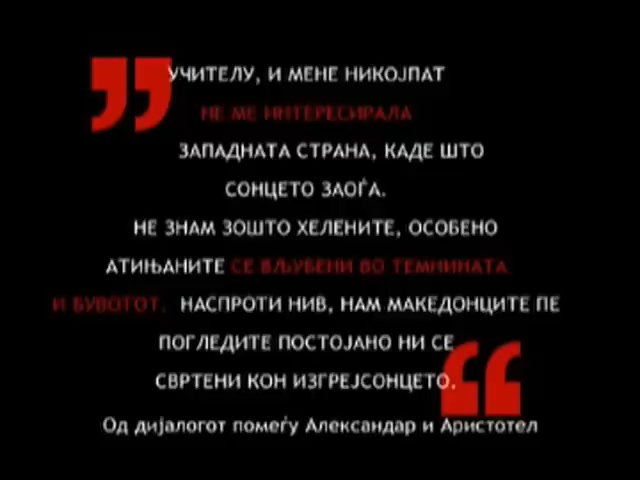 „УЧИТЕЛУ, И МЕНЕ НИКОЈПАТ
НЕ МЕ ИНТЕРЕСИРАЛА
ЗАПАДНАТА СТРАНА, КАДЕ ШТО
СОНЦЕТО ЗАОЃА.
НЕ ЗНАМ ЗОШТО ХЕЛЕНИТЕ, ОСОБЕНО
АТИЊАНИТЕ СЕ ВЉУБЕНИ ВО ТЕМНИНАТА
И БУВОТОТ. НАСПРОТИ НИВ, НАМ МАКЕДОНЦИТЕ ПЕ
ПОГЛЕДИТЕ ПОСТОЈАНО НИ СЕ
СВРТЕНИ КОН ИЗГРЕЈСОНЦЕТО.“
Од дијалогот помеѓу Александар и Аристотел